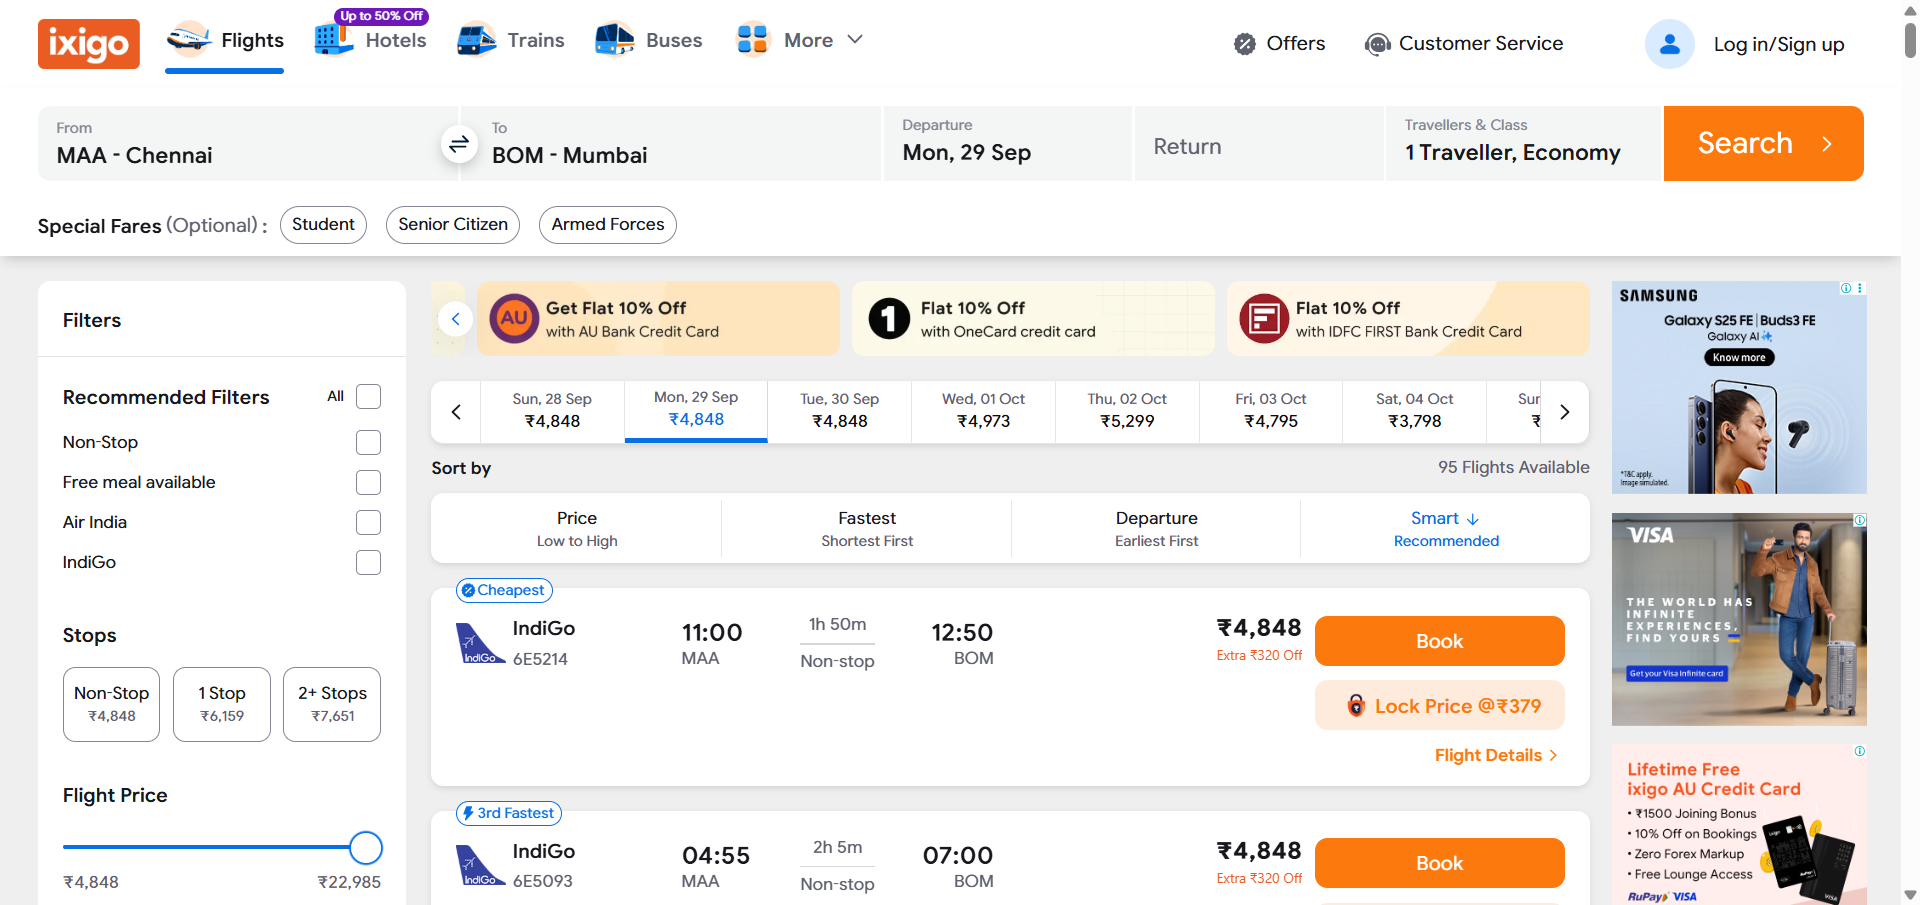 ixigo
Flights
Up to 50% Off
Hotels
Trains
Buses
More
Offers
Customer Service
Log in/Sign up
From
MAA - Chennai
To
BOM - Mumbai
Departure
Mon, 29 Sep
Return
Travellers & Class
1 Traveller, Economy
Search
Special Fares (Optional) :
Student
Senior Citizen
Armed Forces
Filters
Recommended Filters
All
Non-Stop
Free meal available
Air India
IndiGo
Stops
Non-Stop
₹4,848
1 Stop
₹6,159
2+ Stops
₹7,651
Flight Price
₹4,848
₹22,985
AU
Get Flat 10% Off
with AU Bank Credit Card
1
Flat 10% Off
with OneCard credit card
Flat 10% Off
with IDFC FIRST Bank Credit Card
Sun, 28 Sep
₹4,848
Mon, 29 Sep
₹4,848
Tue, 30 Sep
₹4,848
Wed, 01 Oct
₹4,973
Thu, 02 Oct
₹5,299
Fri, 03 Oct
₹4,795
Sat, 04 Oct
₹3,798
Sur
₹
Sort by
95 Flights Available
Price
Low to High
Fastest
Shortest First
Departure
Earliest First
Smart
Recommended
Cheapest
IndiGo
IndiGo
6E5214
11:00
MAA
1h 50m
Non-stop
12:50
BOM
₹4,848
Extra ₹320 Off
Book
Lock Price @₹379
Flight Details
3rd Fastest
IndiGo
IndiGo
6E5093
04:55
MAA
2h 5m
Non-stop
07:00
BOM
₹4,848
Extra ₹320 Off
Book
SAMSUNG
Galaxy S25 FE | Buds3 FE
Galaxy AI
Know more
*T&C apply.
Image simulated.
VISA
THE WORLD HAS
INFINITE
EXPERIENCES,
FIND YOURS
Get your Visa Infinite card
Lifetime Free
ixigo AU Credit Card
• ₹1500 Joining Bonus
• 10% Off on Bookings
• Zero Forex Markup
• Free Lounge Access
RuPay VISA